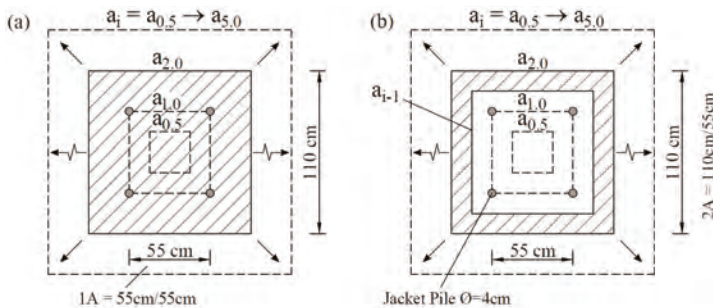 (a)
aᵢ = a₀.₅ → a₅.₀
a₂.₀
a₁.₀
a₀.₅
55 cm
110 cm
1A = 55cm/55cm
(b)
aᵢ = a₀.₅ → a₅.₀
a₂.₀
aᵢ₋₁
a₁.₀
a₀.₅
55 cm
110 cm
2A = 110cm/55cm
Jacket Pile Ø=4cm